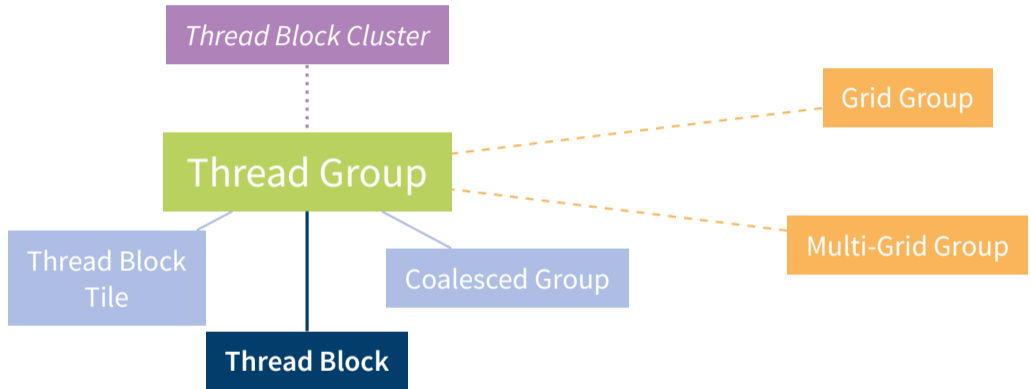 Thread Block Cluster
Grid Group
Thread Group
Multi-Grid Group
Thread Block
Tile
Coalesced Group
Thread Block